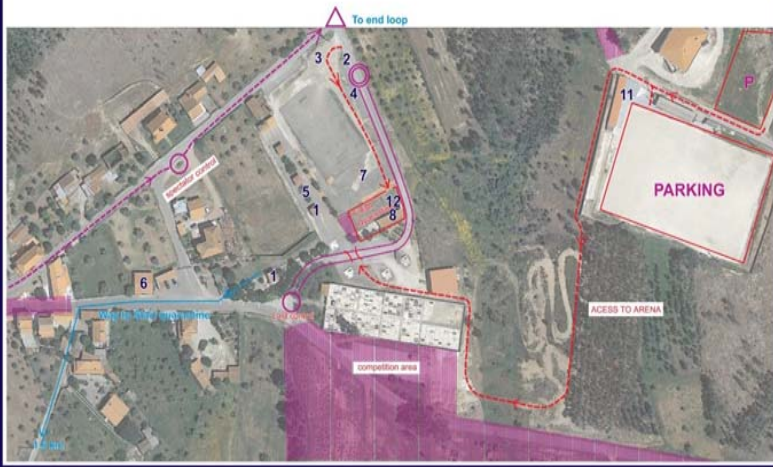 To end loop
3
2
4
11
P
spectator control
PARKING
7
5
12
1
8
1
6
ACESS TO ARENA
competition area